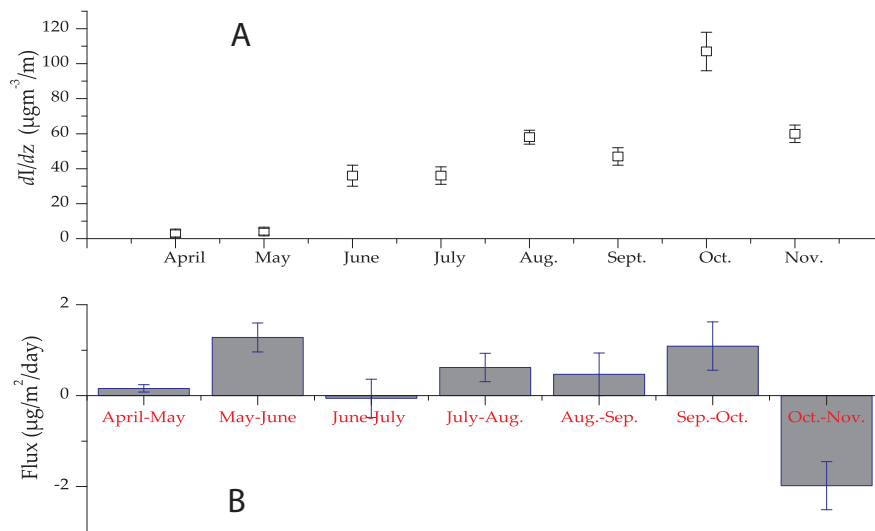 A
dI/dz (µgm⁻³/m)
120
100
80
60
40
20
0
April May June July Aug. Sept. Oct. Nov.
B
Flux (µg/m²/day)
2
0
-2
April-May May-June June-July July-Aug. Aug.-Sep. Sep.-Oct. Oct.-Nov.